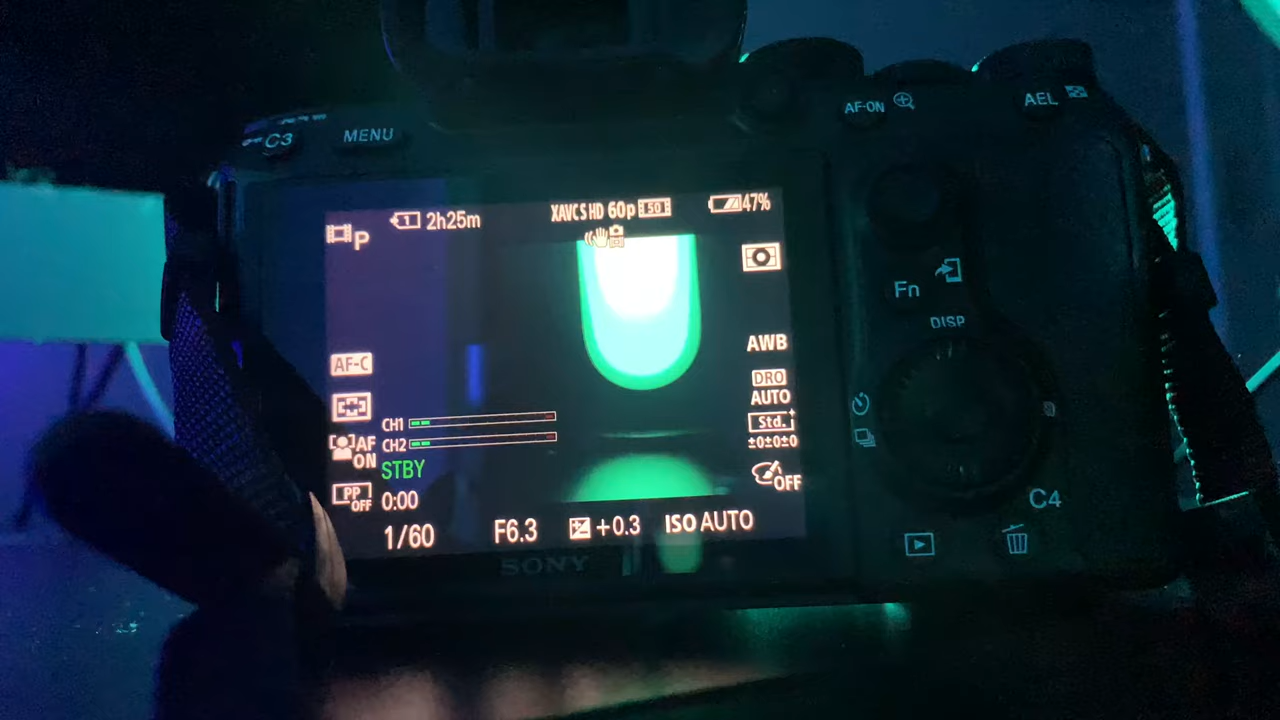 AF-ON
AEL
C3
MENU
1 2h25m
XAVC S HD 60p 50
47%
P
Fn
DISP
AWB
AF-C
DRO
AUTO
CH1
Std.
CH2
±0±0±0
AF
ON
STBY
OFF
PP
OFF
0:00
C4
1/60
F6.3
+0.3
ISO AUTO
SONY